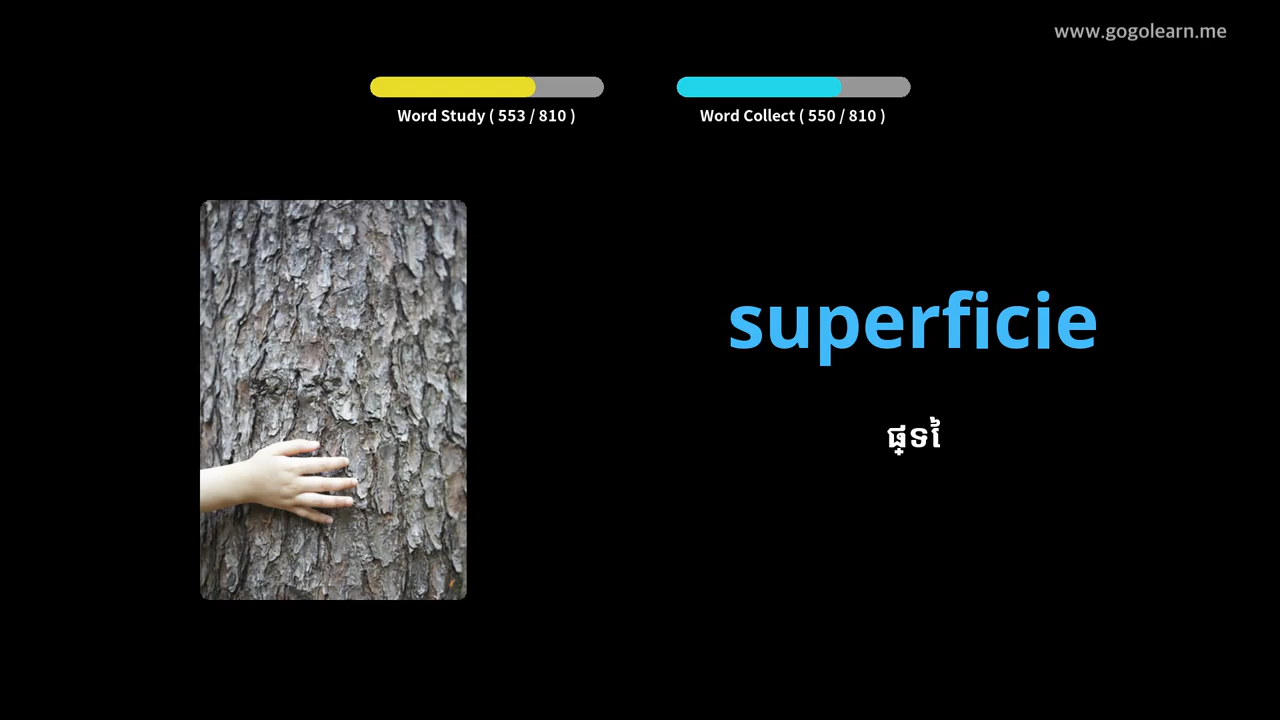 www.gogolearn.me
Word Study ( 553 / 810 )
Word Collect ( 550 / 810 )
superficie
ផ្ទៃ